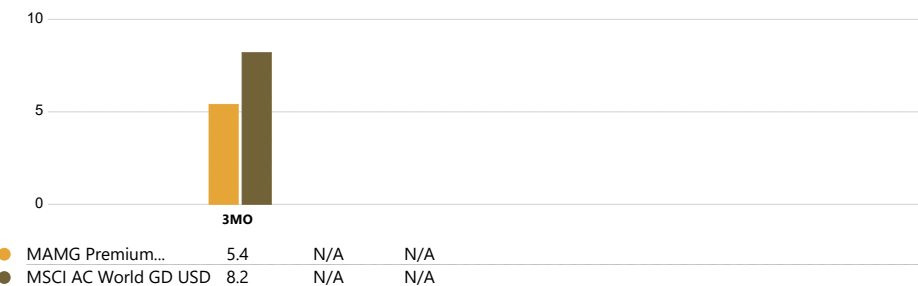 10
5
0
3MO
MAMG Premium... 5.4 N/A N/A
MSCI AC World GD USD 8.2 N/A N/A